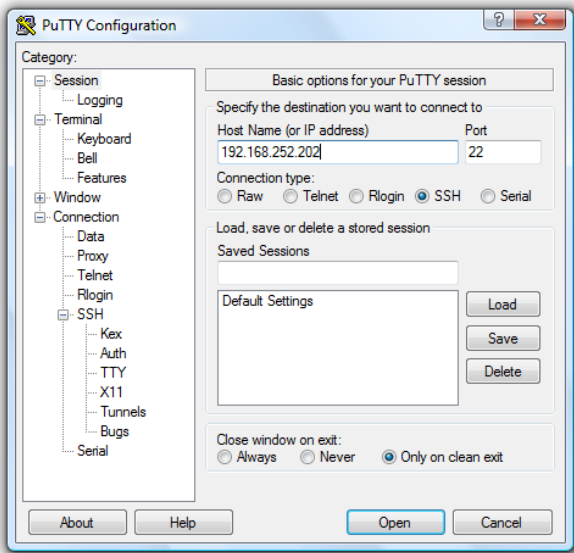 PuTTY Configuration
Category:
Session
Logging
Terminal
Keyboard
Bell
Features
Window
Connection
Data
Proxy
Telnet
Rlogin
SSH
Kex
Auth
TTY
X11
Tunnels
Bugs
Serial
Basic options for your PuTTY session
Specify the destination you want to connect to
Host Name (or IP address) Port
192.168.252.202 22
Connection type:
Raw Telnet Rlogin SSH Serial
Load, save or delete a stored session
Saved Sessions
Default Settings
Load
Save
Delete
Close window on exit:
Always Never Only on clean exit
About Help Open Cancel